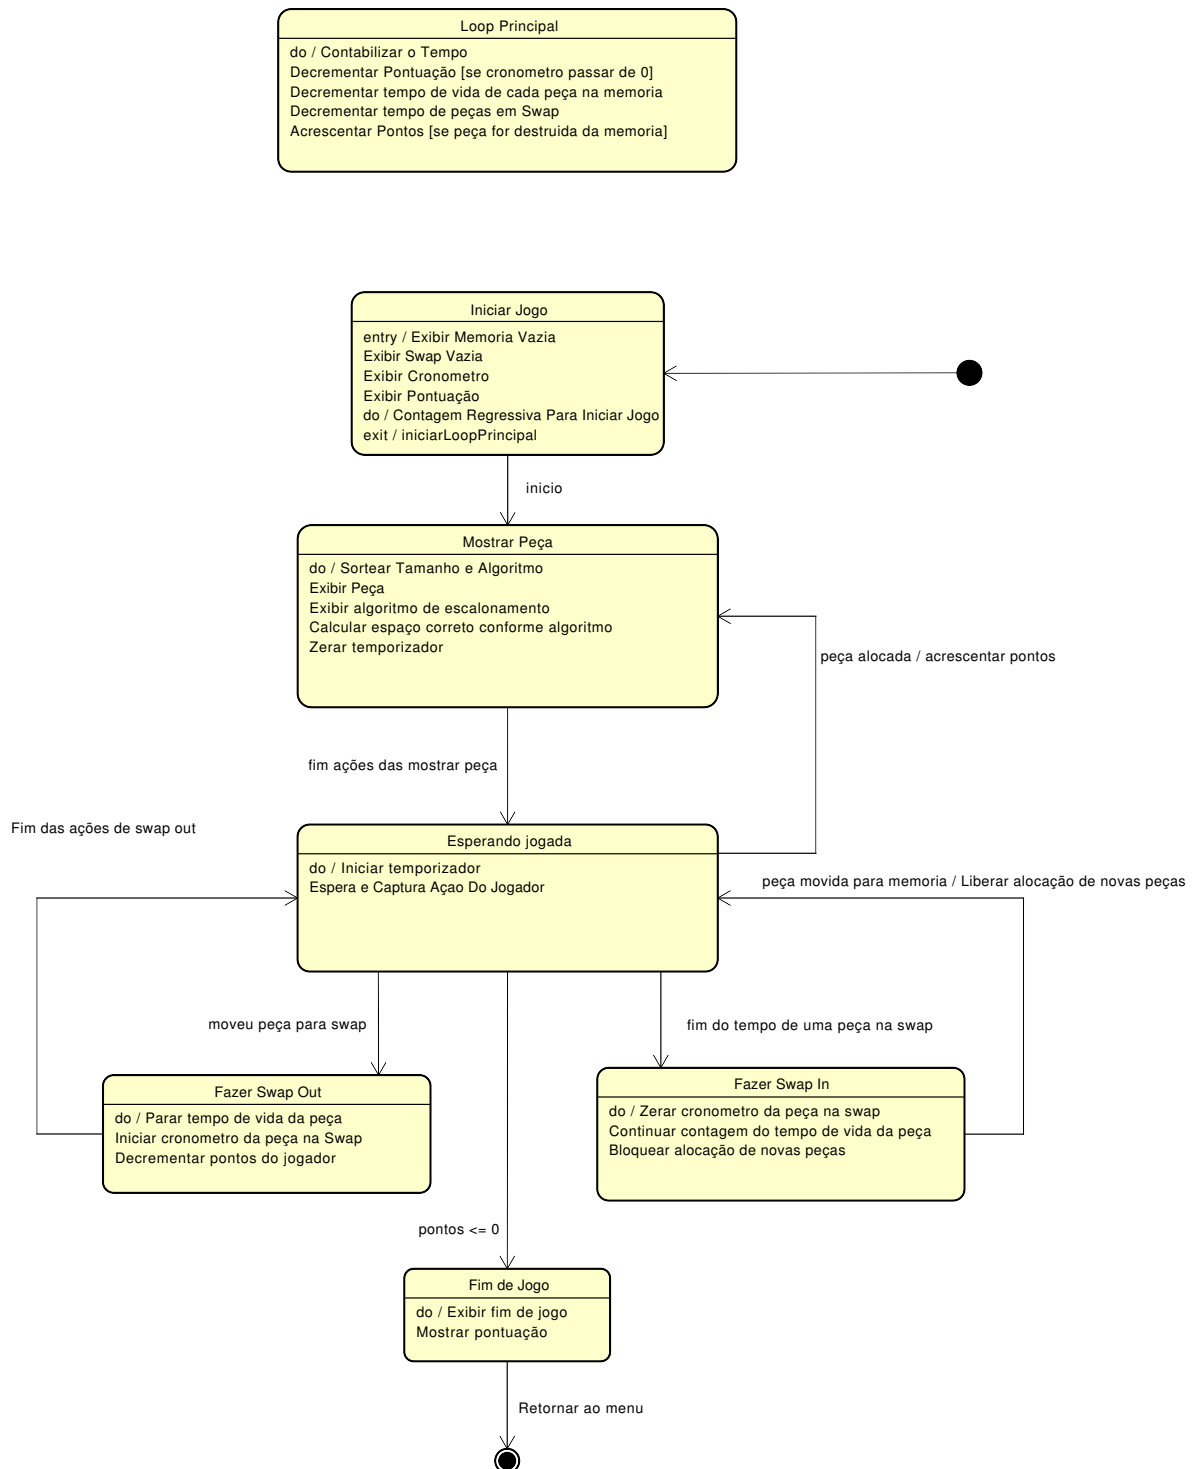 Loop Principal
do / Contabilizar o Tempo
Decrementar Pontuação [se cronometro passar de 0]
Decrementar tempo de vida de cada peça na memoria
Decrementar tempo de peças em Swap
Acrescentar Pontos [se peça for destruida da memoria]
Iniciar Jogo
entry / Exibir Memoria Vazia
Exibir Swap Vazia
Exibir Cronometro
Exibir Pontuação
do / Contagem Regressiva Para Iniciar Jogo
exit / iniciarLoopPrincipal
inicio
Mostrar Peça
do / Sortear Tamanho e Algoritmo
Exibir Peça
Exibir algoritmo de escalonamento
Calcular espaço correto conforme algoritmo
Zerar temporizador
peça alocada / acrescentar pontos
fim ações das mostrar peça
Fim das ações de swap out
Esperando jogada
do / Iniciar temporizador
Espera e Captura Açao Do Jogador
peça movida para memoria / Liberar alocação de novas peças
moveu peça para swap
fim do tempo de uma peça na swap
Fazer Swap Out
do / Parar tempo de vida da peça
Iniciar cronometro da peça na Swap
Decrementar pontos do jogador
Fazer Swap In
do / Zerar cronometro da peça na swap
Continuar contagem do tempo de vida da peça
Bloquear alocação de novas peças
pontos <= 0
Fim de Jogo
do / Exibir fim de jogo
Mostrar pontuação
Retornar ao menu